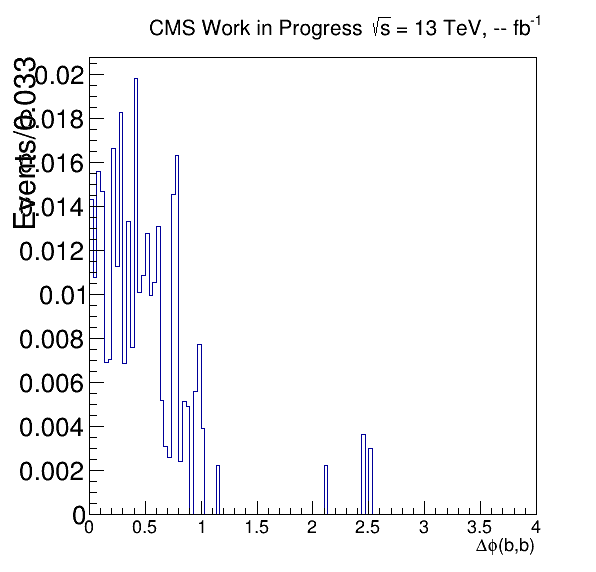 CMS Work in Progress √s = 13 TeV, -- fb-1
Events/0.033
0.02
0.018
0.016
0.014
0.012
0.01
0.008
0.006
0.004
0.002
0
0 0.5 1 1.5 2 2.5 3 3.5 4
Δϕ(b,b)